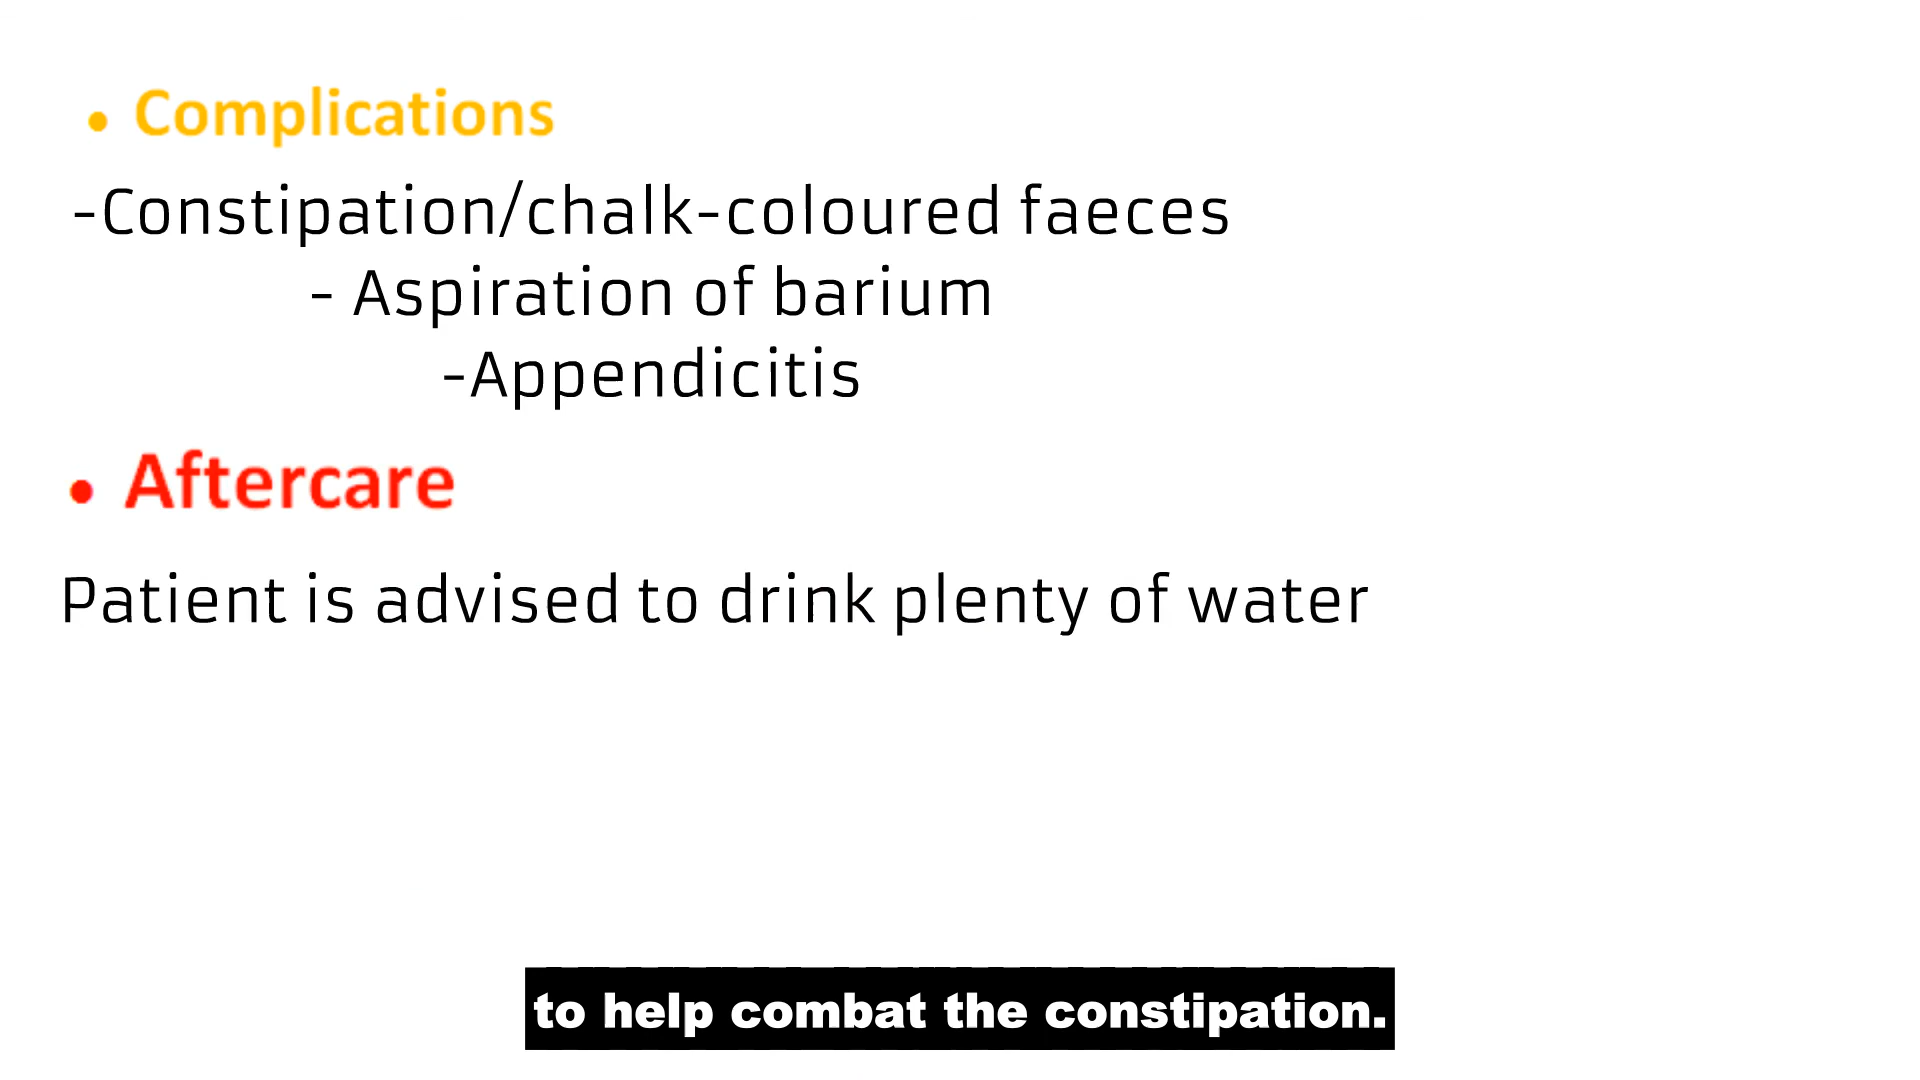 • Complications
-Constipation/chalk-coloured faeces
- Aspiration of barium
-Appendicitis
• Aftercare
Patient is advised to drink plenty of water
to help combat the constipation.